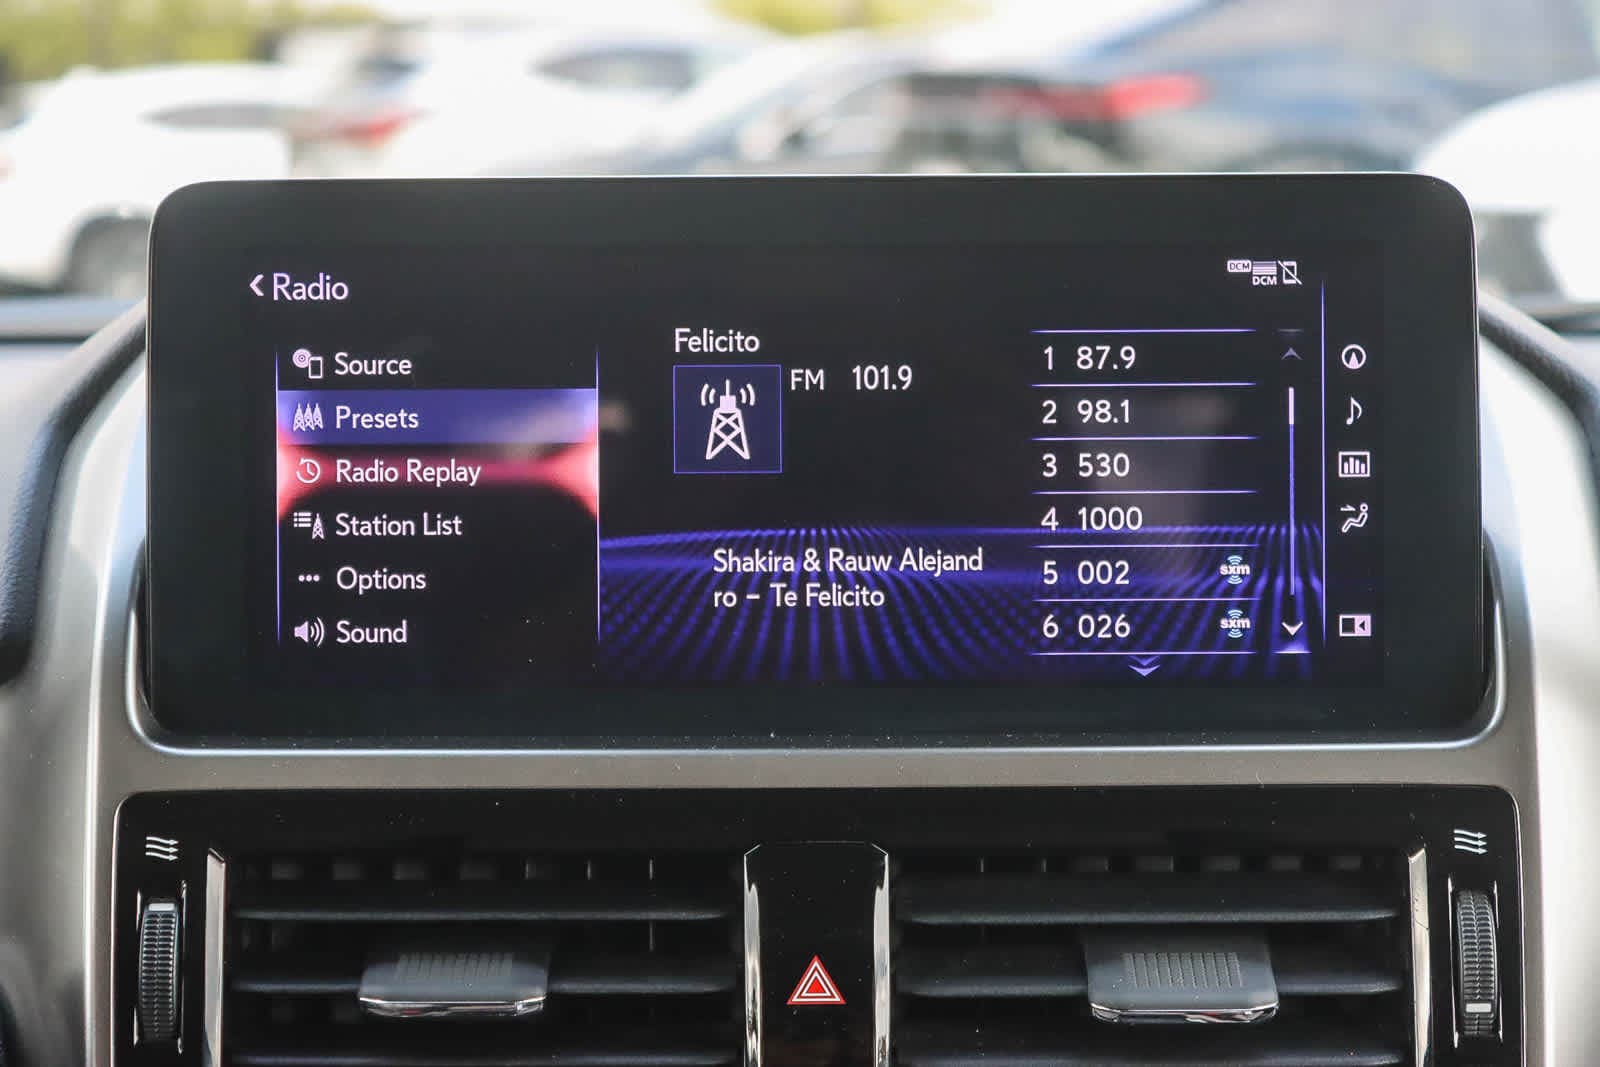 Radio
DCM
DCM
Source
Presets
Radio Replay
Station List
Options
Sound
Felicito
FM 101.9
Shakira & Rauw Alejand
ro – Te Felicito
1 87.9
2 98.1
3 530
4 1000
5 002 sxm
6 026 sxm